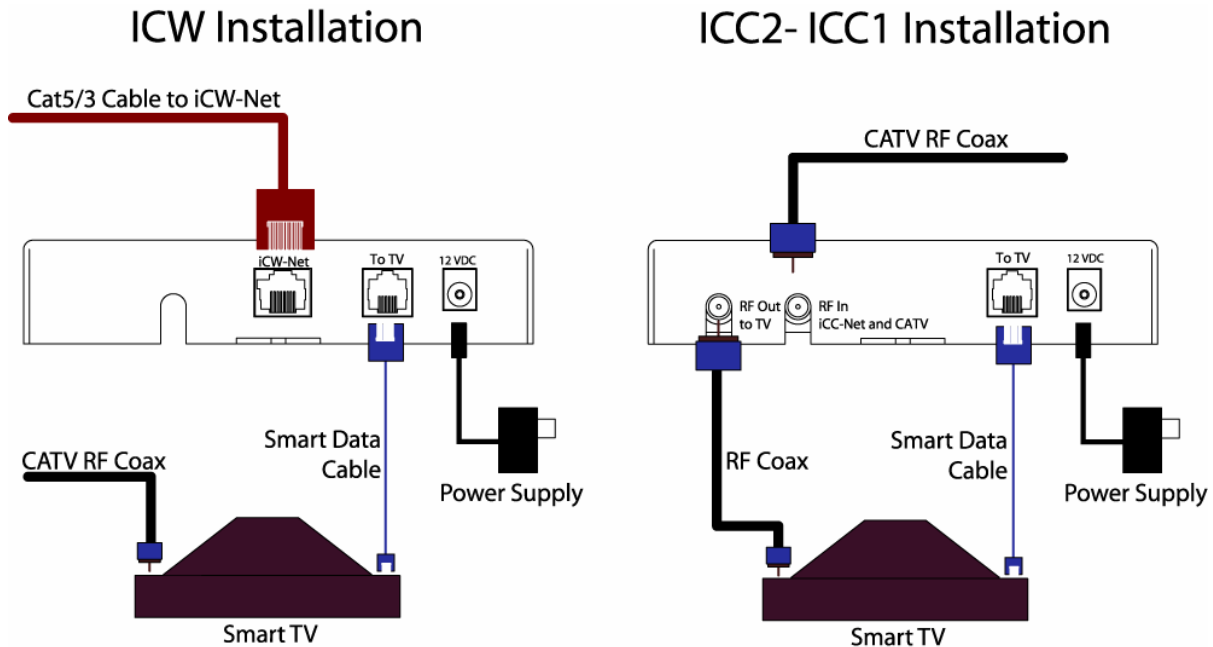 ICW Installation
Cat5/3 Cable to iCW-Net
iCW-Net
To TV
12 VDC
Smart Data
Cable
CATV RF Coax
Power Supply
Smart TV
ICC2- ICC1 Installation
CATV RF Coax
To TV
12 VDC
RF Out
to TV
RF In
iCC-Net and CATV
RF Coax
Smart Data
Cable
Power Supply
Smart TV